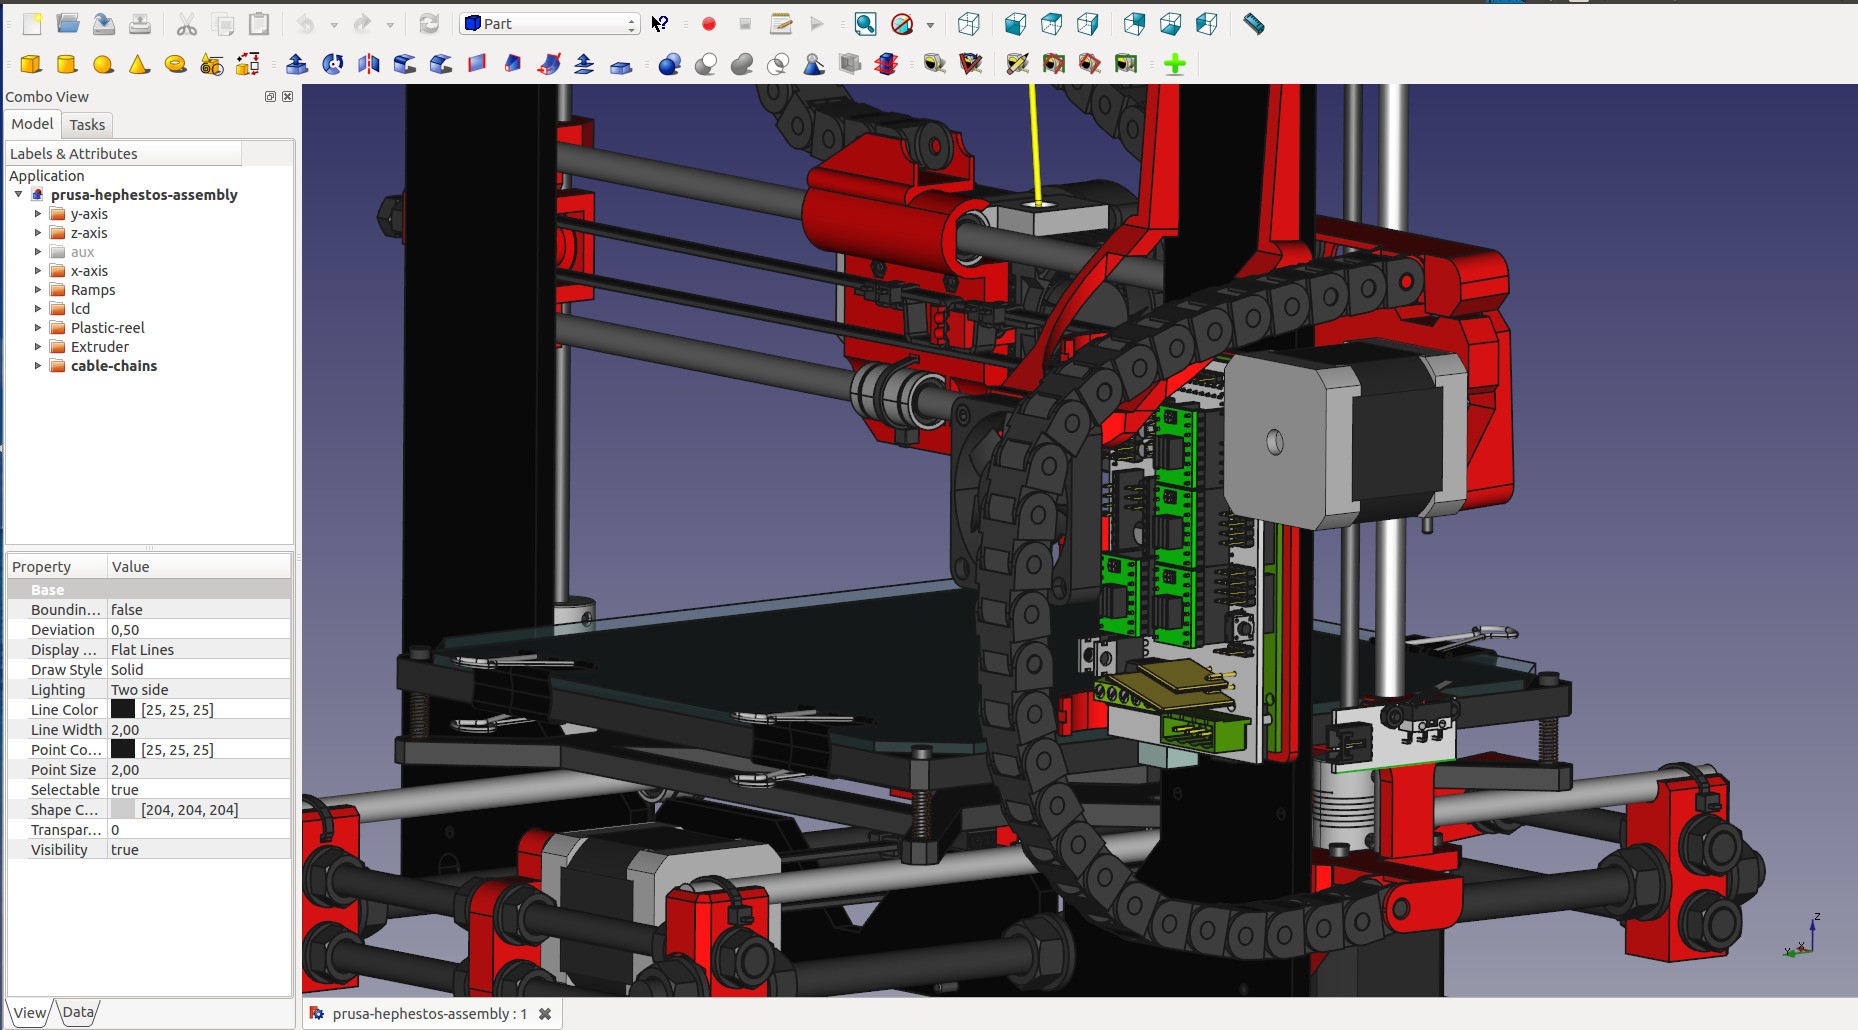 Part
Combo View
Model Tasks
Labels & Attributes
Application
prusa-hephestos-assembly
y-axis
z-axis
aux
x-axis
Ramps
lcd
Plastic-reel
Extruder
cable-chains
Property Value
Base
Boundin... false
Deviation 0,50
Display ... Flat Lines
Draw Style Solid
Lighting Two side
Line Color [25, 25, 25]
Line Width 2,00
Point Co... [25, 25, 25]
Point Size 2,00
Selectable true
Shape C... [204, 204, 204]
Transpar... 0
Visibility true
View Data
prusa-hephestos-assembly : 1
Z
Y
X